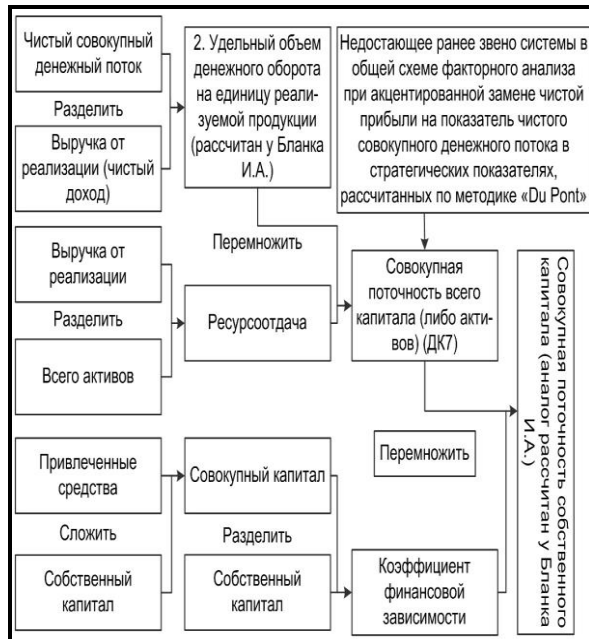 Чистый совокупный
денежный поток
Разделить
Выручка от
реализации (чистый
доход)
2. Удельный объем
денежного оборота
на единицу реали-
зуемой продукции
(рассчитан у Бланка
И.А.)
Недостающее ранее звено системы в
общей схеме факторного анализа
при акцентированной замене чистой
прибыли на показатель чистого
совокупного денежного потока в
стратегических показателях,
рассчитанных по методике «Du Pont»
Перемножить
Выручка от
реализации
Разделить
Всего активов
Ресурсоотдача
Совокупная
поточность всего
капитала (либо акти-
вов) (ДК7)
Совокупная поточность собственного
капитала (аналог рассчитан у Бланка
И.А.)
Перемножить
Привлеченные
средства
Сложить
Собственный
капитал
Совокупный капитал
Разделить
Собственный
капитал
Коэффициент
финансовой
зависимости